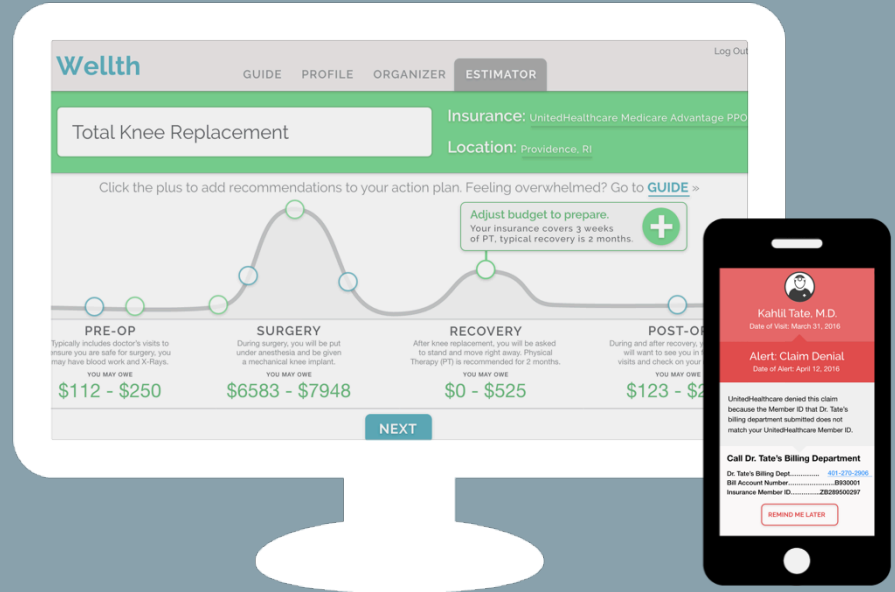 Wellth
Log Out
GUIDE PROFILE ORGANIZER ESTIMATOR
Total Knee Replacement
Insurance: UnitedHealthcare Medicare Advantage PPO
Location: Providence, RI
Click the plus to add recommendations to your action plan. Feeling overwhelmed? Go to GUIDE »
Adjust budget to prepare.
Your insurance covers 3 weeks
of PT, typical recovery is 2 months.
PRE-OP
Typically includes doctor's visits to
ensure you are safe for surgery, you
may have blood work and X-Rays.
YOU MAY OWE
$112 - $250
SURGERY
During surgery, you will be put
under anesthesia and be given
a mechanical knee implant.
YOU MAY OWE
$6583 - $7948
RECOVERY
After knee replacement, you will be asked
to stand and move right away. Physical
Therapy (PT) is recommended for 2 months.
YOU MAY OWE
$0 - $525
POST-OP
During and after recovery, y
will want to see you in t
visits and check on your
YOU MAY OWE
$123 - $2
NEXT
Kahlil Tate, M.D.
Date of Visit: March 31, 2016
Alert: Claim Denial
Date of Alert: April 12, 2016
UnitedHealthcare denied this claim
because the Member ID that Dr. Tate's
billing department submitted does not
match your UnitedHealthcare Member ID.
Call Dr. Tate's Billing Department
Dr. Tate's Billing Dept............... 401-270-2906
Bill Account Number.......................B930001
Insurance Member ID..............ZB289500297
REMIND ME LATER